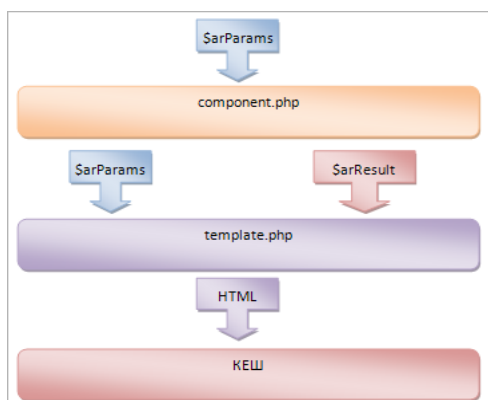 $arParams
component.php
$arParams
$arResult
template.php
HTML
КЕШ